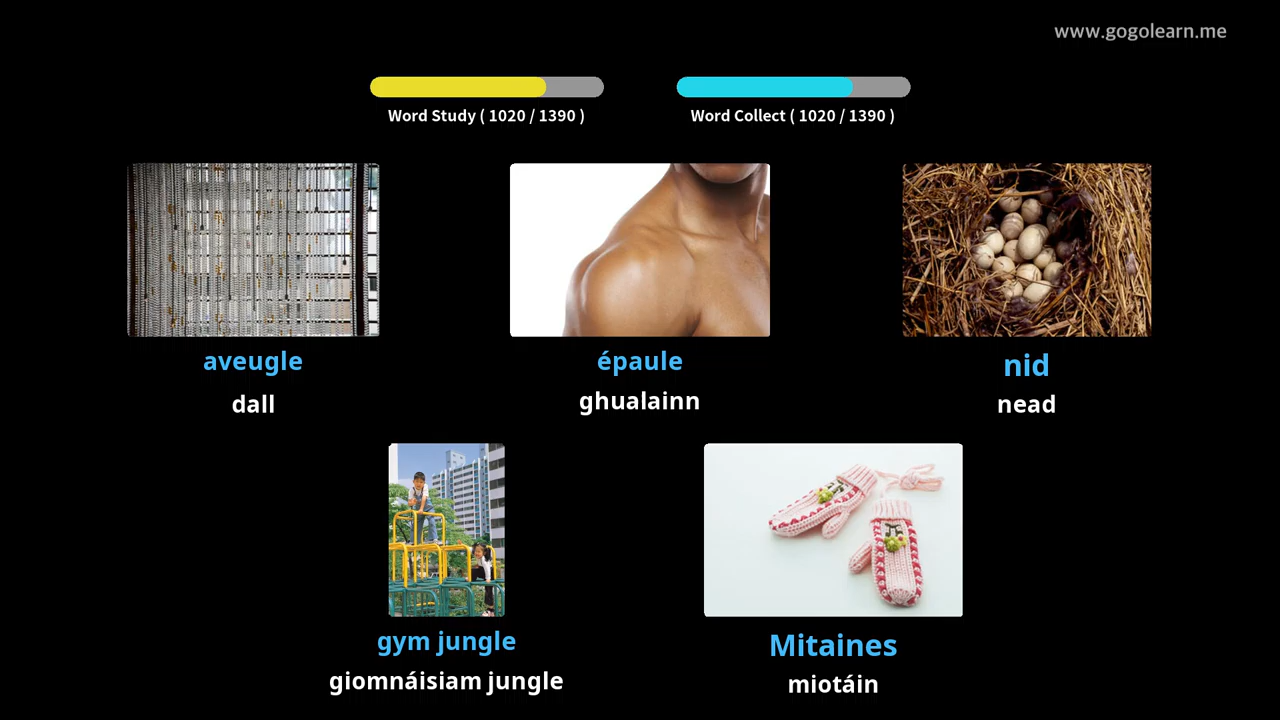 www.gogolearn.me
Word Study ( 1020 / 1390 )
Word Collect ( 1020 / 1390 )
aveugle
dall
épaule
ghualainn
nid
nead
gym jungle
giomnáisiam jungle
Mitaines
miotáin